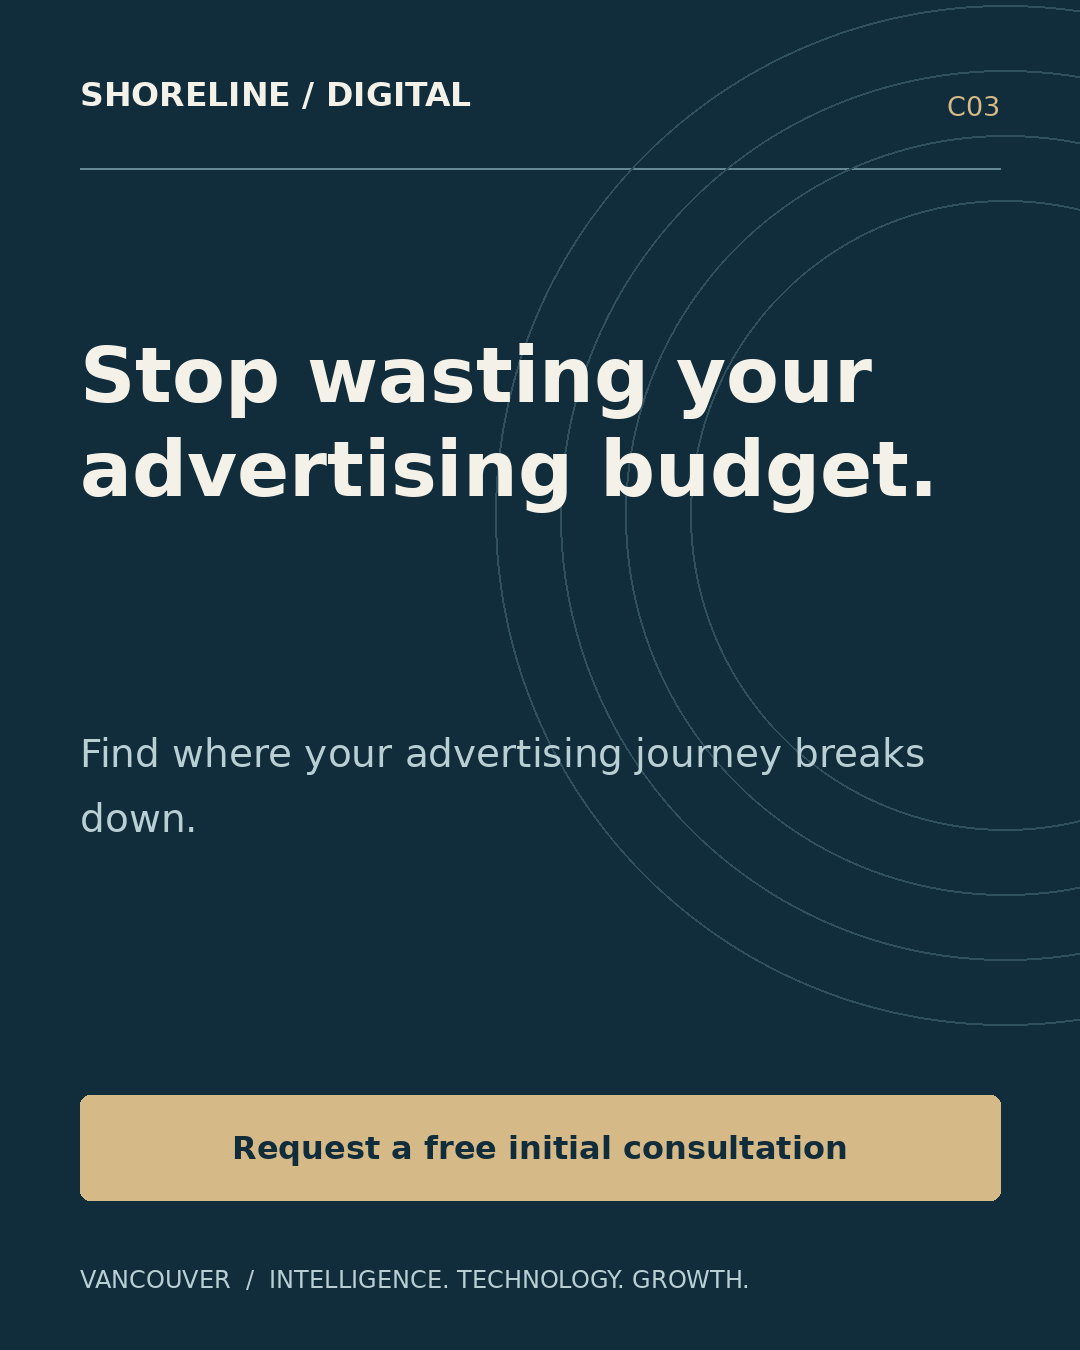 SHORELINE / DIGITAL
C03
Stop wasting your
advertising budget.
Find where your advertising journey breaks
down.
Request a free initial consultation
VANCOUVER / INTELLIGENCE. TECHNOLOGY. GROWTH.